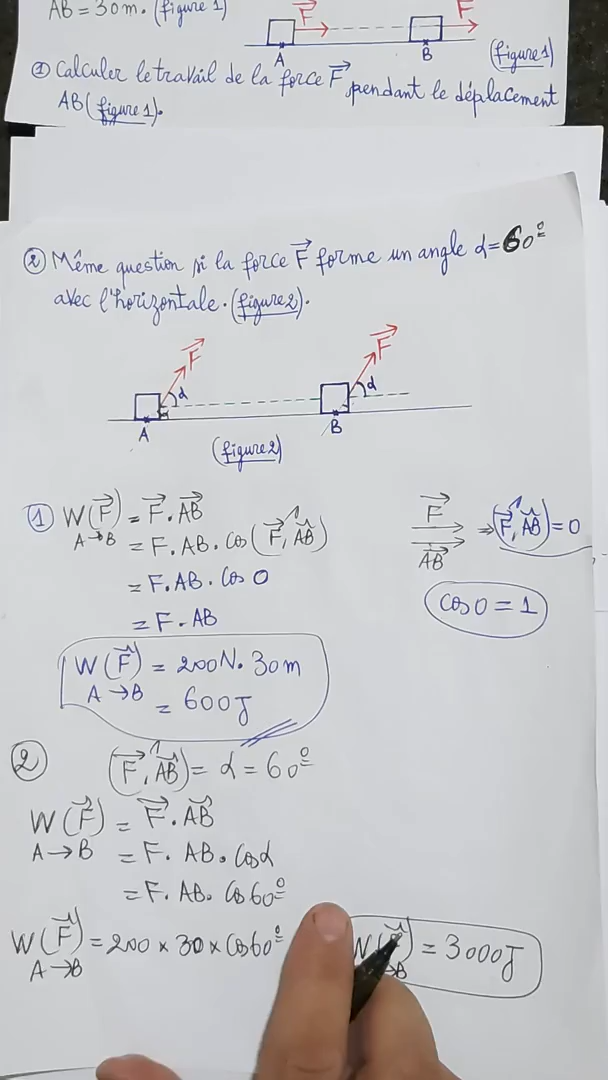 AB = 30m. (figure 1)
F F
A B
(figure 1)
① Calculer le travail de la force F pendant le déplacement
AB (figure 1).
② Même question si la force F forme un angle α = 60°
avec l'horizontale. (figure 2).
F F
α α
A B
(figure 2)
① W(F) = F . AB
A→B = F . AB . cos(F, AB)
= F . AB . cos 0
= F . AB
F
AB
⇒ (F, AB) = 0
cos 0 = 1
W(F) = 200N . 30m
A→B = 600J
② (F, AB) = α = 60°
W(F) = F . AB
A→B = F . AB . cos α
= F . AB . cos 60°
W(F) = 200 × 30 × cos 60°
A→B
W(F) = 3000J
→B